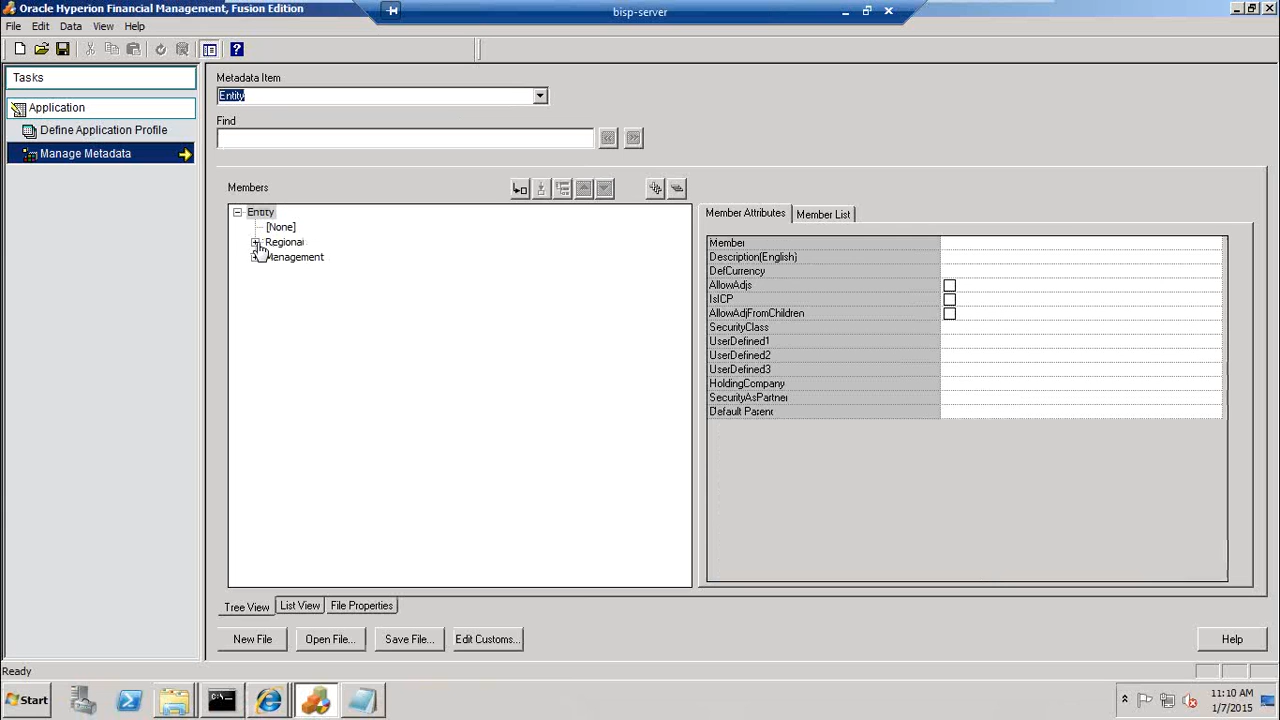 Oracle Hyperion Financial Management, Fusion Edition
bisp-server
File Edit Data View Help
Tasks
Application
Define Application Profile
Manage Metadata
Metadata Item
Entity
Find
Members
Entity
[None]
Regional
Management
Member Attributes
Member List
Member
Description(English)
DefCurrency
AllowAdjs
IsICP
AllowAdjFromChildren
SecurityClass
UserDefined1
UserDefined2
UserDefined3
HoldingCompany
SecurityAsPartner
Default Parent
Tree View
List View
File Properties
New File
Open File...
Save File...
Edit Customs...
Help
Ready
Start
11:10 AM
1/7/2015